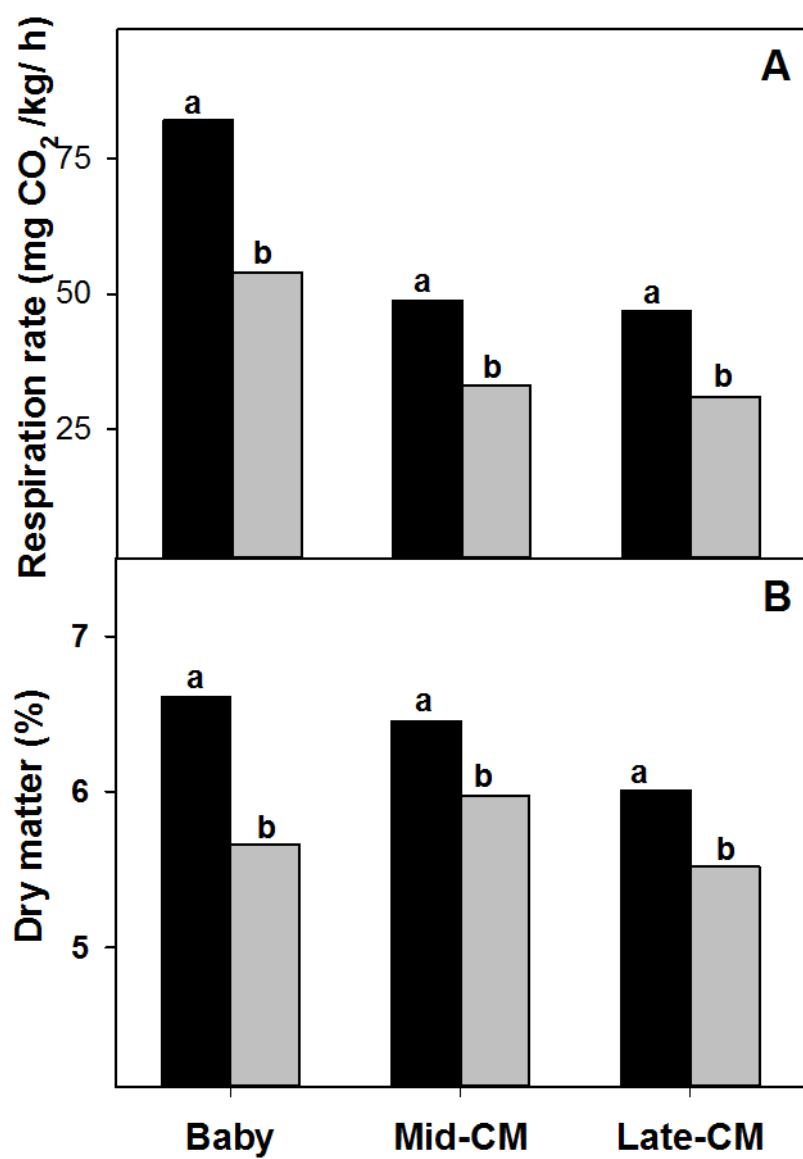 A
Respiration rate (mg CO₂ /kg/ h)
75
50
25
a
b
a
b
a
b
B
Dry matter (%)
7
6
5
a
b
a
b
a
b
Baby Mid-CM Late-CM